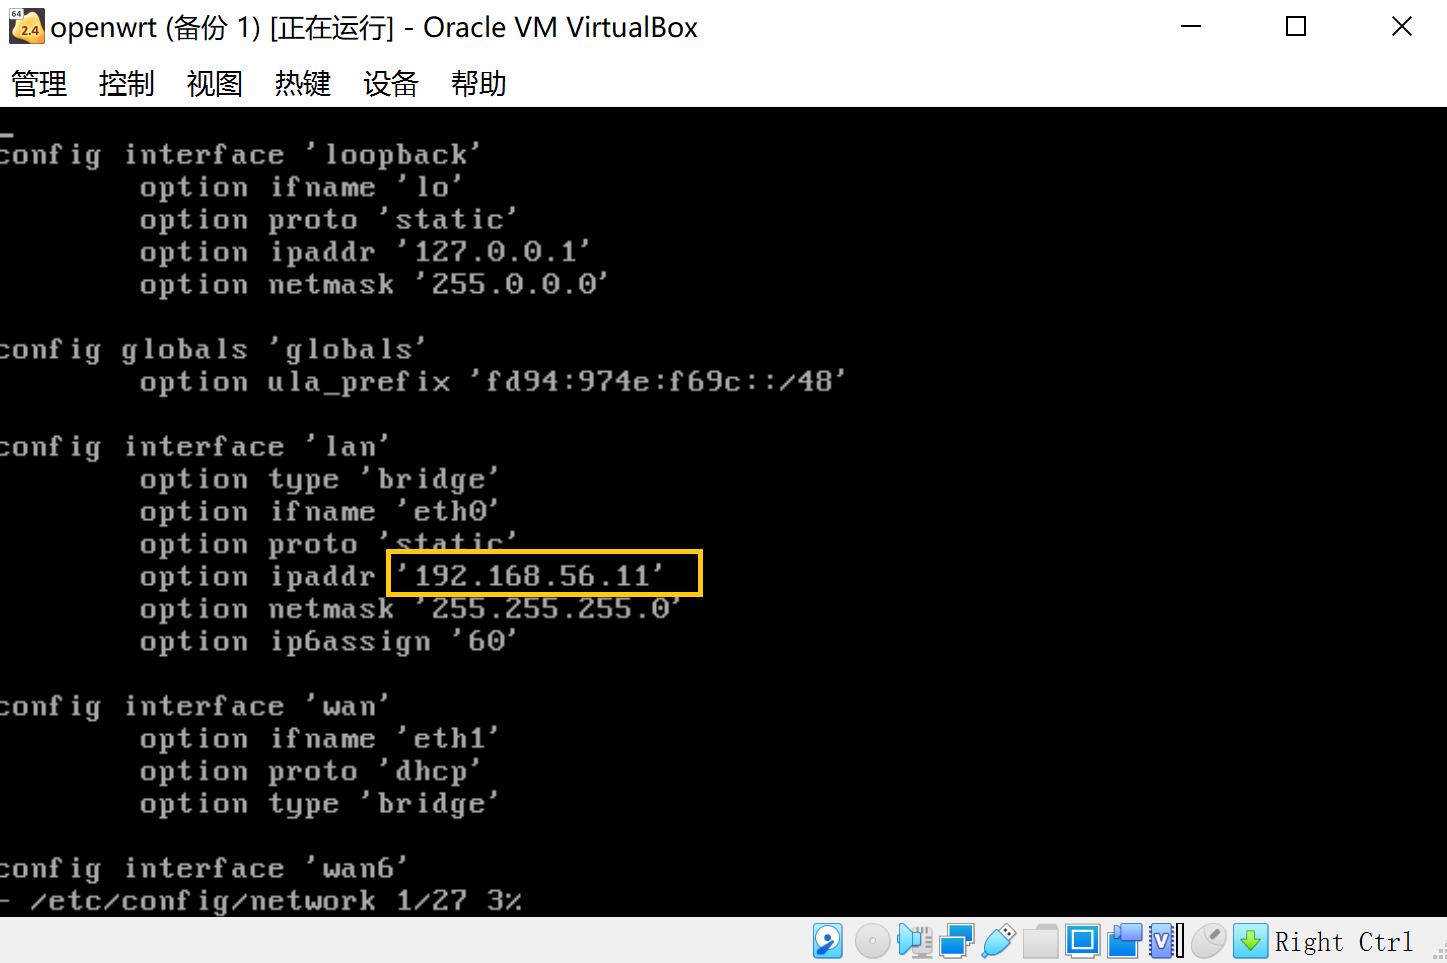 64
2.4
openwrt (备份 1) [正在运行] - Oracle VM VirtualBox
管理 控制 视图 热键 设备 帮助
config interface 'loopback'
option ifname 'lo'
option proto 'static'
option ipaddr '127.0.0.1'
option netmask '255.0.0.0'
config globals 'globals'
option ula_prefix 'fd94:974e:f69c::/48'
config interface 'lan'
option type 'bridge'
option ifname 'eth0'
option proto 'static'
option ipaddr '192.168.56.11'
option netmask '255.255.255.0'
option ip6assign '60'
config interface 'wan'
option ifname 'eth1'
option proto 'dhcp'
option type 'bridge'
config interface 'wan6'
- /etc/config/network 1/27 3%
V
Right Ctrl